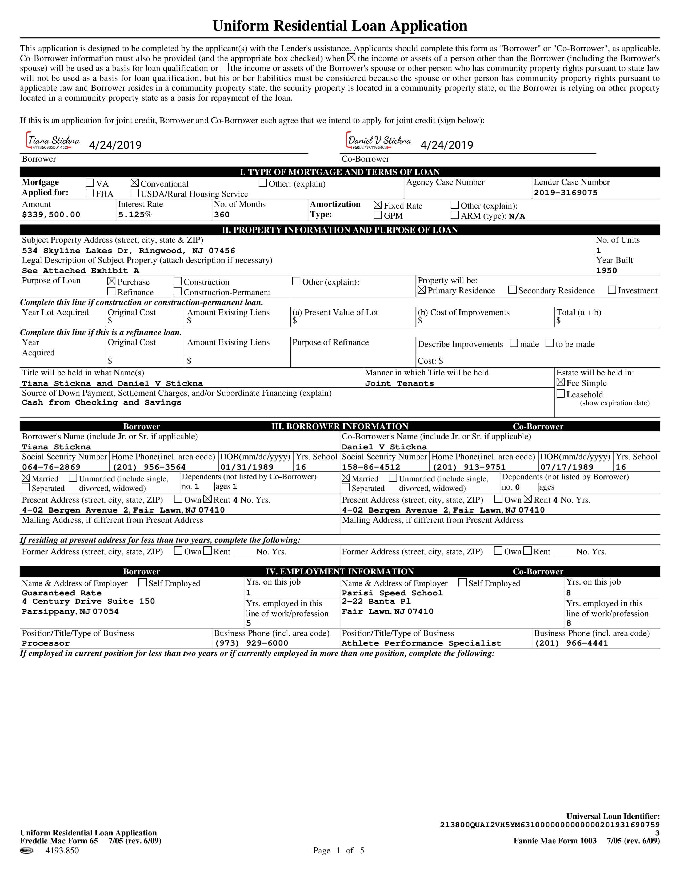 Uniform Residential Loan Application
This application is designed to be completed by the applicant(s) with the Lender's assistance. Applicants should complete this form as "Borrower" or "Co-Borrower", as applicable.
Co-Borrower information must also be provided (and the appropriate box checked) when ☒ the income or assets of a person other than the Borrower (including the Borrower's
spouse) will be used as a basis for loan qualification or ☐ the income or assets of the Borrower's spouse or other person who has community property rights pursuant to state law
will not be used as a basis for loan qualification, but his or her liabilities must be considered because the spouse or other person has community property rights pursuant to
applicable law and Borrower resides in a community property state, the security property is located in a community property state, or the Borrower is relying on other property
located in a community property state as a basis for repayment of the loan.
If this is an application for joint credit, Borrower and Co-Borrower each agree that we intend to apply for joint credit (sign below):
Tiana Stickna 4/24/2019 Daniel V Stickna 4/24/2019
Borrower Co-Borrower
I. TYPE OF MORTGAGE AND TERMS OF LOAN
Mortgage ☐ VA ☒ Conventional ☐ Other: (explain) Agency Case Number Lender Case Number
Applied for: ☐ FHA ☐ USDA/Rural Housing Service 2019-3169075
Amount Interest Rate No. of Months Amortization ☒ Fixed Rate ☐ Other (explain):
$339,500.00 5.125% 360 Type: ☐ GPM ☐ ARM (type): N/A
II. PROPERTY INFORMATION AND PURPOSE OF LOAN
Subject Property Address (street, city, state & ZIP) No. of Units
534 Skyline Lakes Dr, Ringwood, NJ 07456 1
Legal Description of Subject Property (attach description if necessary) Year Built
See Attached Exhibit A 1950
Purpose of Loan ☒ Purchase ☐ Construction ☐ Other (explain): Property will be:
☐ Refinance ☐ Construction-Permanent ☒ Primary Residence ☐ Secondary Residence ☐ Investment
Complete this line if construction or construction-permanent loan.
Year Lot Acquired Original Cost Amount Existing Liens (a) Present Value of Lot (b) Cost of Improvements Total (a + b)
$ $ $ $ $
Complete this line if this is a refinance loan.
Year Original Cost Amount Existing Liens Purpose of Refinance Describe Improvements ☐ made ☐ to be made
Acquired
$ $ Cost: $
Title will be held in what Name(s) Manner in which Title will be held Estate will be held in:
Tiana Stickna and Daniel V Stickna Joint Tenants ☒ Fee Simple
Source of Down Payment, Settlement Charges, and/or Subordinate Financing (explain) ☐ Leasehold
Cash from Checking and Savings (show expiration date)
Borrower III. BORROWER INFORMATION Co-Borrower
Borrower's Name (include Jr. or Sr. if applicable) Co-Borrower's Name (include Jr. or Sr. if applicable)
Tiana Stickna Daniel V Stickna
Social Security Number Home Phone(incl. area code) DOB(mm/dd/yyyy) Yrs. School Social Security Number Home Phone(incl. area code) DOB(mm/dd/yyyy) Yrs. School
064-76-2869 (201) 956-3564 01/31/1989 16 158-86-4512 (201) 913-9751 07/17/1989 16
☒ Married ☐ Unmarried (include single, Dependents (not listed by Co-Borrower) ☒ Married ☐ Unmarried (include single, Dependents (not listed by Borrower)
☐ Separated divorced, widowed) no. 1 ages 1 ☐ Separated divorced, widowed) no. 0 ages
Present Address (street, city, state, ZIP) ☐ Own ☒ Rent 4 No. Yrs. Present Address (street, city, state, ZIP) ☐ Own ☒ Rent 4 No. Yrs.
4-02 Bergen Avenue 2, Fair Lawn, NJ 07410 4-02 Bergen Avenue 2, Fair Lawn, NJ 07410
Mailing Address, if different from Present Address Mailing Address, if different from Present Address
If residing at present address for less than two years, complete the following:
Former Address (street, city, state, ZIP) ☐ Own ☐ Rent No. Yrs. Former Address (street, city, state, ZIP) ☐ Own ☐ Rent No. Yrs.
Borrower IV. EMPLOYMENT INFORMATION Co-Borrower
Name & Address of Employer ☐ Self Employed Yrs. on this job Name & Address of Employer ☐ Self Employed Yrs. on this job
Guaranteed Rate 1 Parisi Speed School 8
4 Century Drive Suite 150 Yrs. employed in this 2-22 Banta Pl Yrs. employed in this
Parsippany, NJ 07054 line of work/profession Fair Lawn, NJ 07410 line of work/profession
5 8
Position/Title/Type of Business Business Phone (incl. area code) Position/Title/Type of Business Business Phone (incl. area code)
Processor (973) 929-6000 Athlete Performance Specialist (201) 966-4441
If employed in current position for less than two years or if currently employed in more than one position, complete the following:
Universal Loan Identifier:
3
Uniform Residential Loan Application
Freddie Mac Form 65 7/05 (rev. 6/09) Fannie Mae Form 1003 7/05 (rev. 6/09)
4193.850 Page 1 of 5